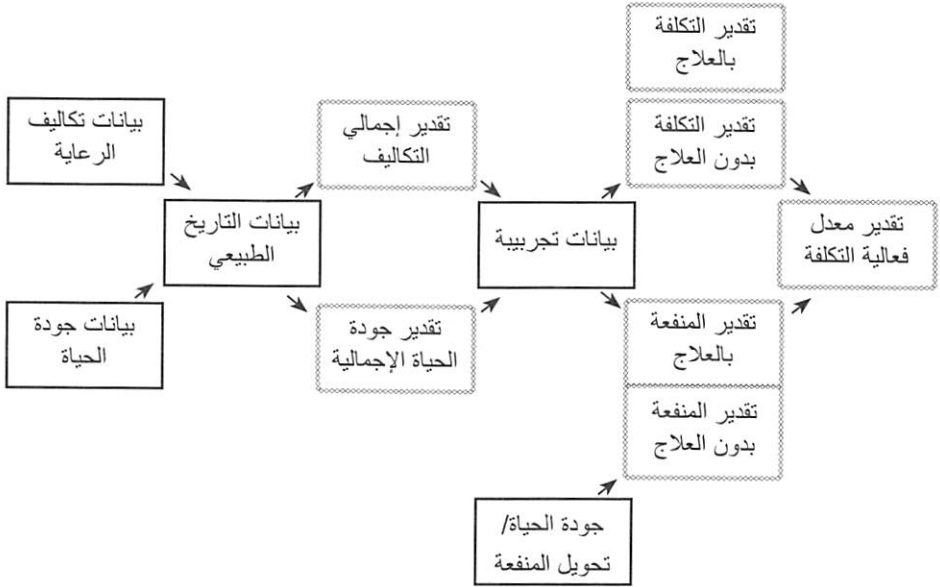 تقدير التكلفة
بالعلاج
بيانات تكاليف
الرعاية
تقدير إجمالي
التكاليف
تقدير التكلفة
بدون العلاج
بيانات التاريخ
الطبيعي
بيانات تجريبية
تقدير معدل
فعالية التكلفة
بيانات جودة
الحياة
تقدير جودة
الحياة الإجمالية
تقدير المنفعة
بالعلاج
تقدير المنفعة
بدون العلاج
جودة الحياة/
تحويل المنفعة